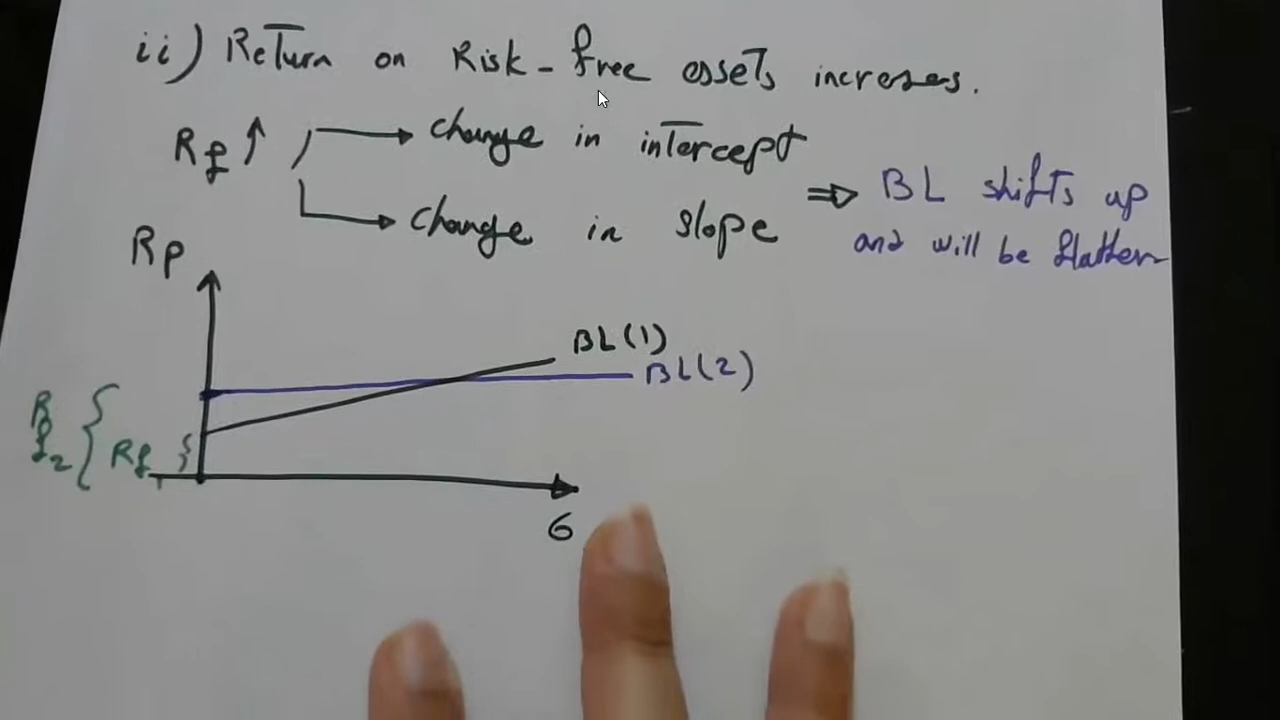 ii) Return on Risk-free assets increases.
Rf ↑ → change in intercept
→ change in slope
⇒ BL shifts up
and will be flatter
Rp
BL(1)
BL(2)
Rf2 { Rf1 }
σ